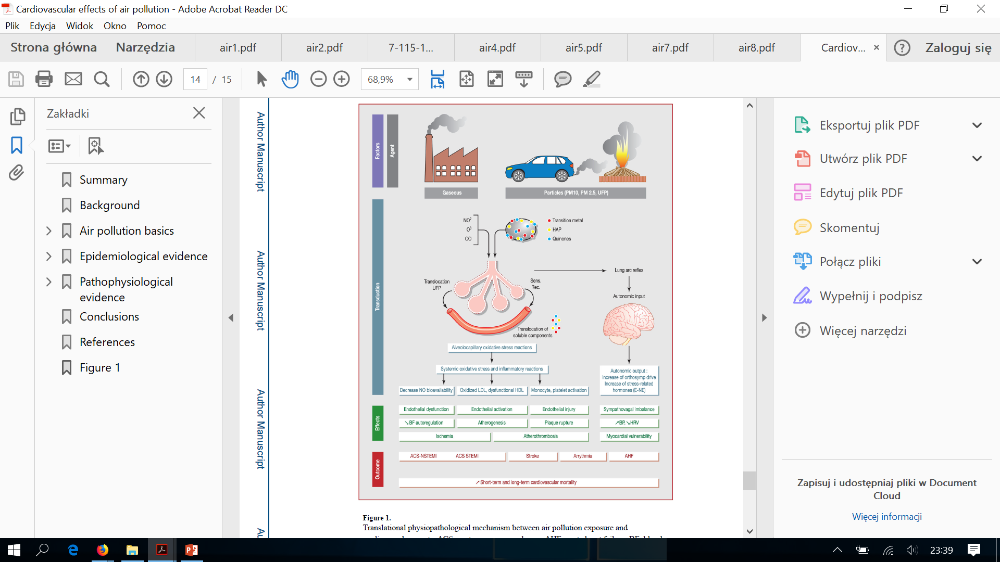 Cardiovascular effects of air pollution - Adobe Acrobat Reader DC
Plik Edycja Widok Okno Pomoc
Strona główna Narzędzia air1.pdf air2.pdf 7-115-1... air4.pdf air5.pdf air7.pdf air8.pdf Cardiov... Zaloguj się
14 / 15 68,9%
Zakładki
Summary
Background
Air pollution basics
Epidemiological evidence
Pathophysiological
evidence
Conclusions
References
Figure 1
Author Manuscript
Author Manuscript
Author Manuscript
Au
Factors
Agent
Gaseous
Particles (PM10, PM 2.5, UFP)
Transduction
NO2
O3
CO
Transition metal
HAP
Quinones
Translocation
UFP
Sens.
Rec.
Lung arc reflex
Autonomic input
Translocation of
soluble components
Alveolocapillary oxidative stress reactions
Systemic oxidative stress and inflammatory reactions
Decrease NO bioavailability
Oxidized LDL, dysfunctional HDL
Monocyte, platelet activation
Autonomic output :
Increase of orthosymp drive
Increase of stress-related
hormones (E-NE)
Effects
Endothelial dysfunction
Endothelial activation
Endothelial injury
Sympathovagal imbalance
↘BF autoregulation
Atherogenesis
Plaque rupture
↗BP,↘HRV
Ischemia
Atherothrombosis
Myocardial vulnerability
Outcome
ACS-NSTEMI
ACS STEMI
Stroke
Arrythmia
AHF
↗Short-term and long-term cardiovascular mortality
Figure 1.
Translational physiopathological mechanism between air pollution exposure and
Eksportuj plik PDF
Utwórz plik PDF
Edytuj plik PDF
Skomentuj
Połącz pliki
Wypełnij i podpisz
Więcej narzędzi
Zapisuj i udostępniaj pliki w Document
Cloud
Więcej informacji
23:39